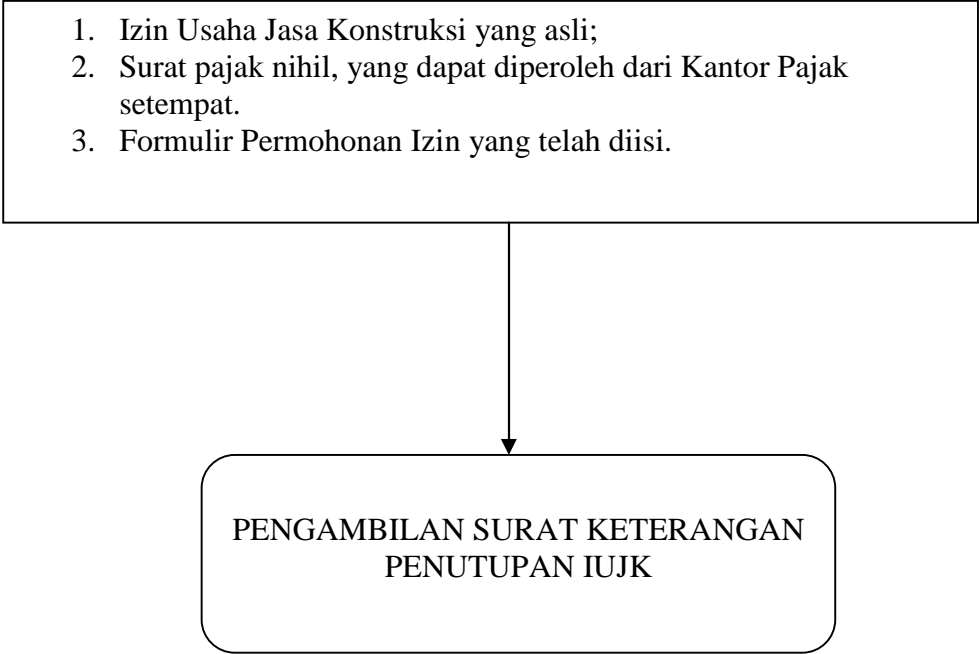 1. Izin Usaha Jasa Konstruksi yang asli;
2. Surat pajak nihil, yang dapat diperoleh dari Kantor Pajak
setempat.
3. Formulir Permohonan Izin yang telah diisi.
PENGAMBILAN SURAT KETERANGAN
PENUTUPAN IUJK